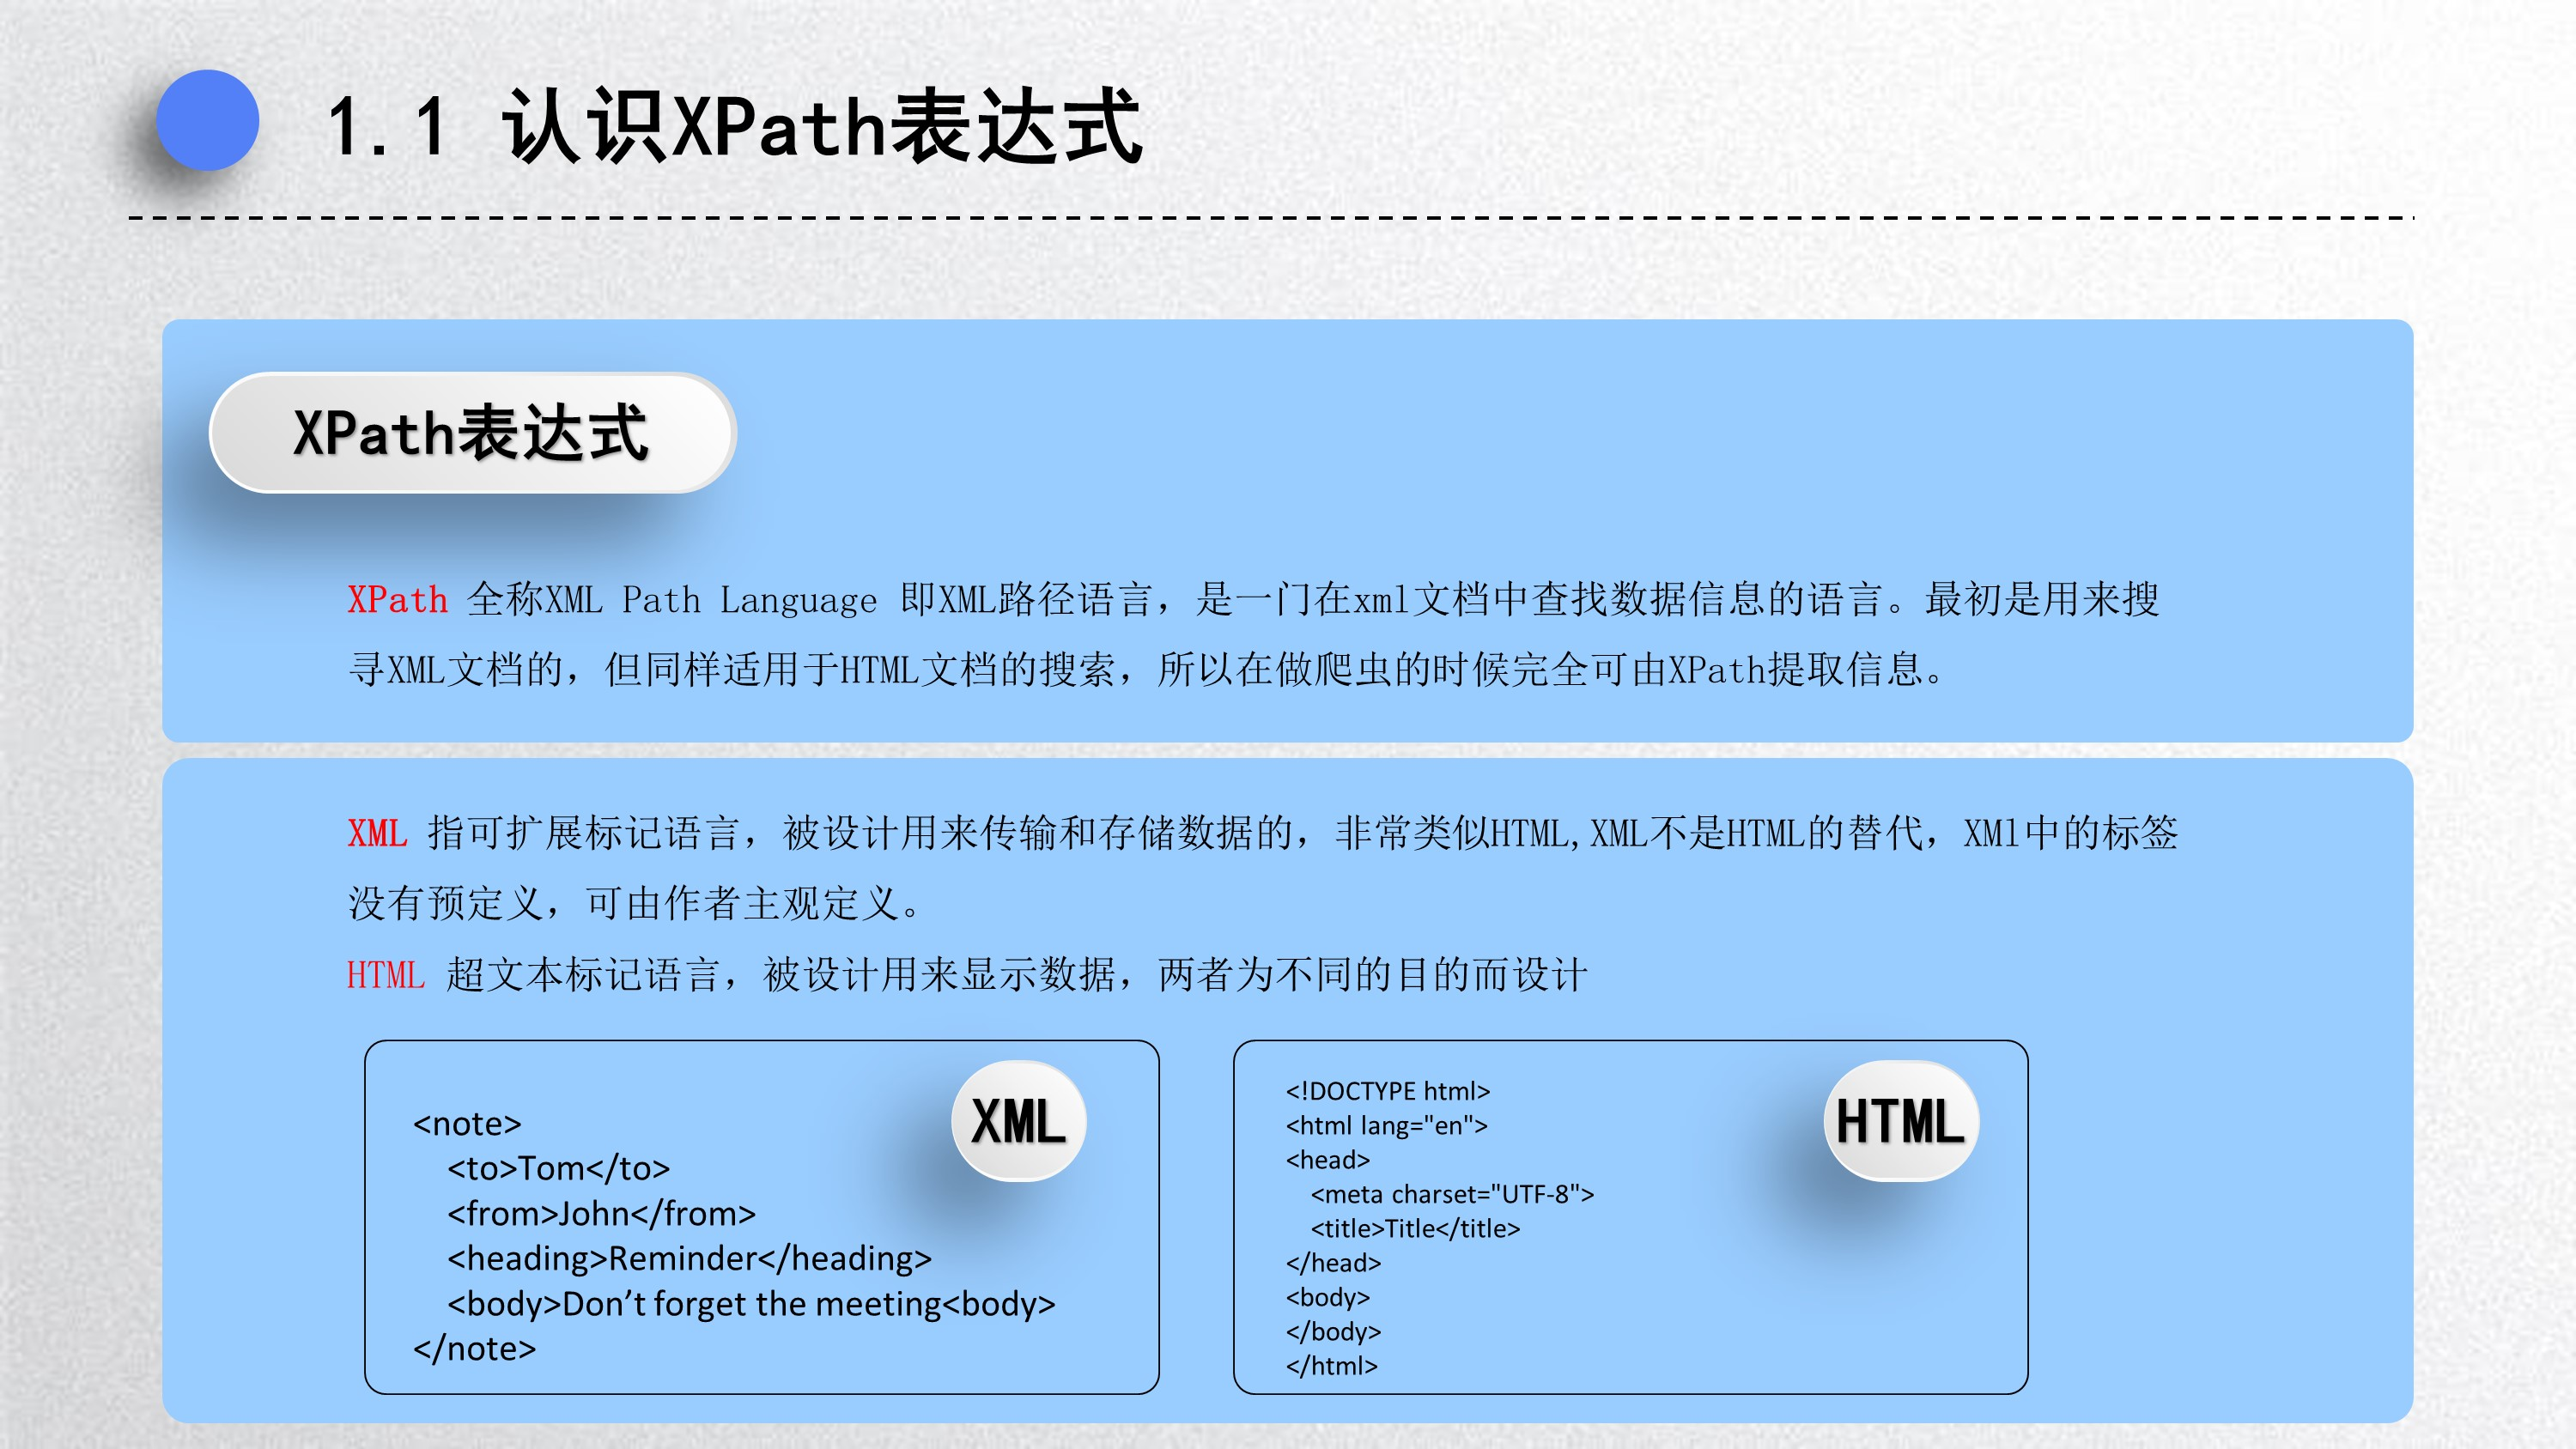 1.1 认识XPath表达式
XPath表达式
XPath 全称XML Path Language 即XML路径语言，是一门在xml文档中查找数据信息的语言。最初是用来搜
寻XML文档的，但同样适用于HTML文档的搜索，所以在做爬虫的时候完全可由XPath提取信息。
XML 指可扩展标记语言，被设计用来传输和存储数据的，非常类似HTML,XML不是HTML的替代，XMl中的标签
没有预定义，可由作者主观定义。
HTML 超文本标记语言，被设计用来显示数据，两者为不同的目的而设计
XML
<note>
<to>Tom</to>
<from>John</from>
<heading>Reminder</heading>
<body>Don’t forget the meeting<body>
</note>
HTML
<!DOCTYPE html>
<html lang="en">
<head>
<meta charset="UTF-8">
<title>Title</title>
</head>
<body>
</body>
</html>